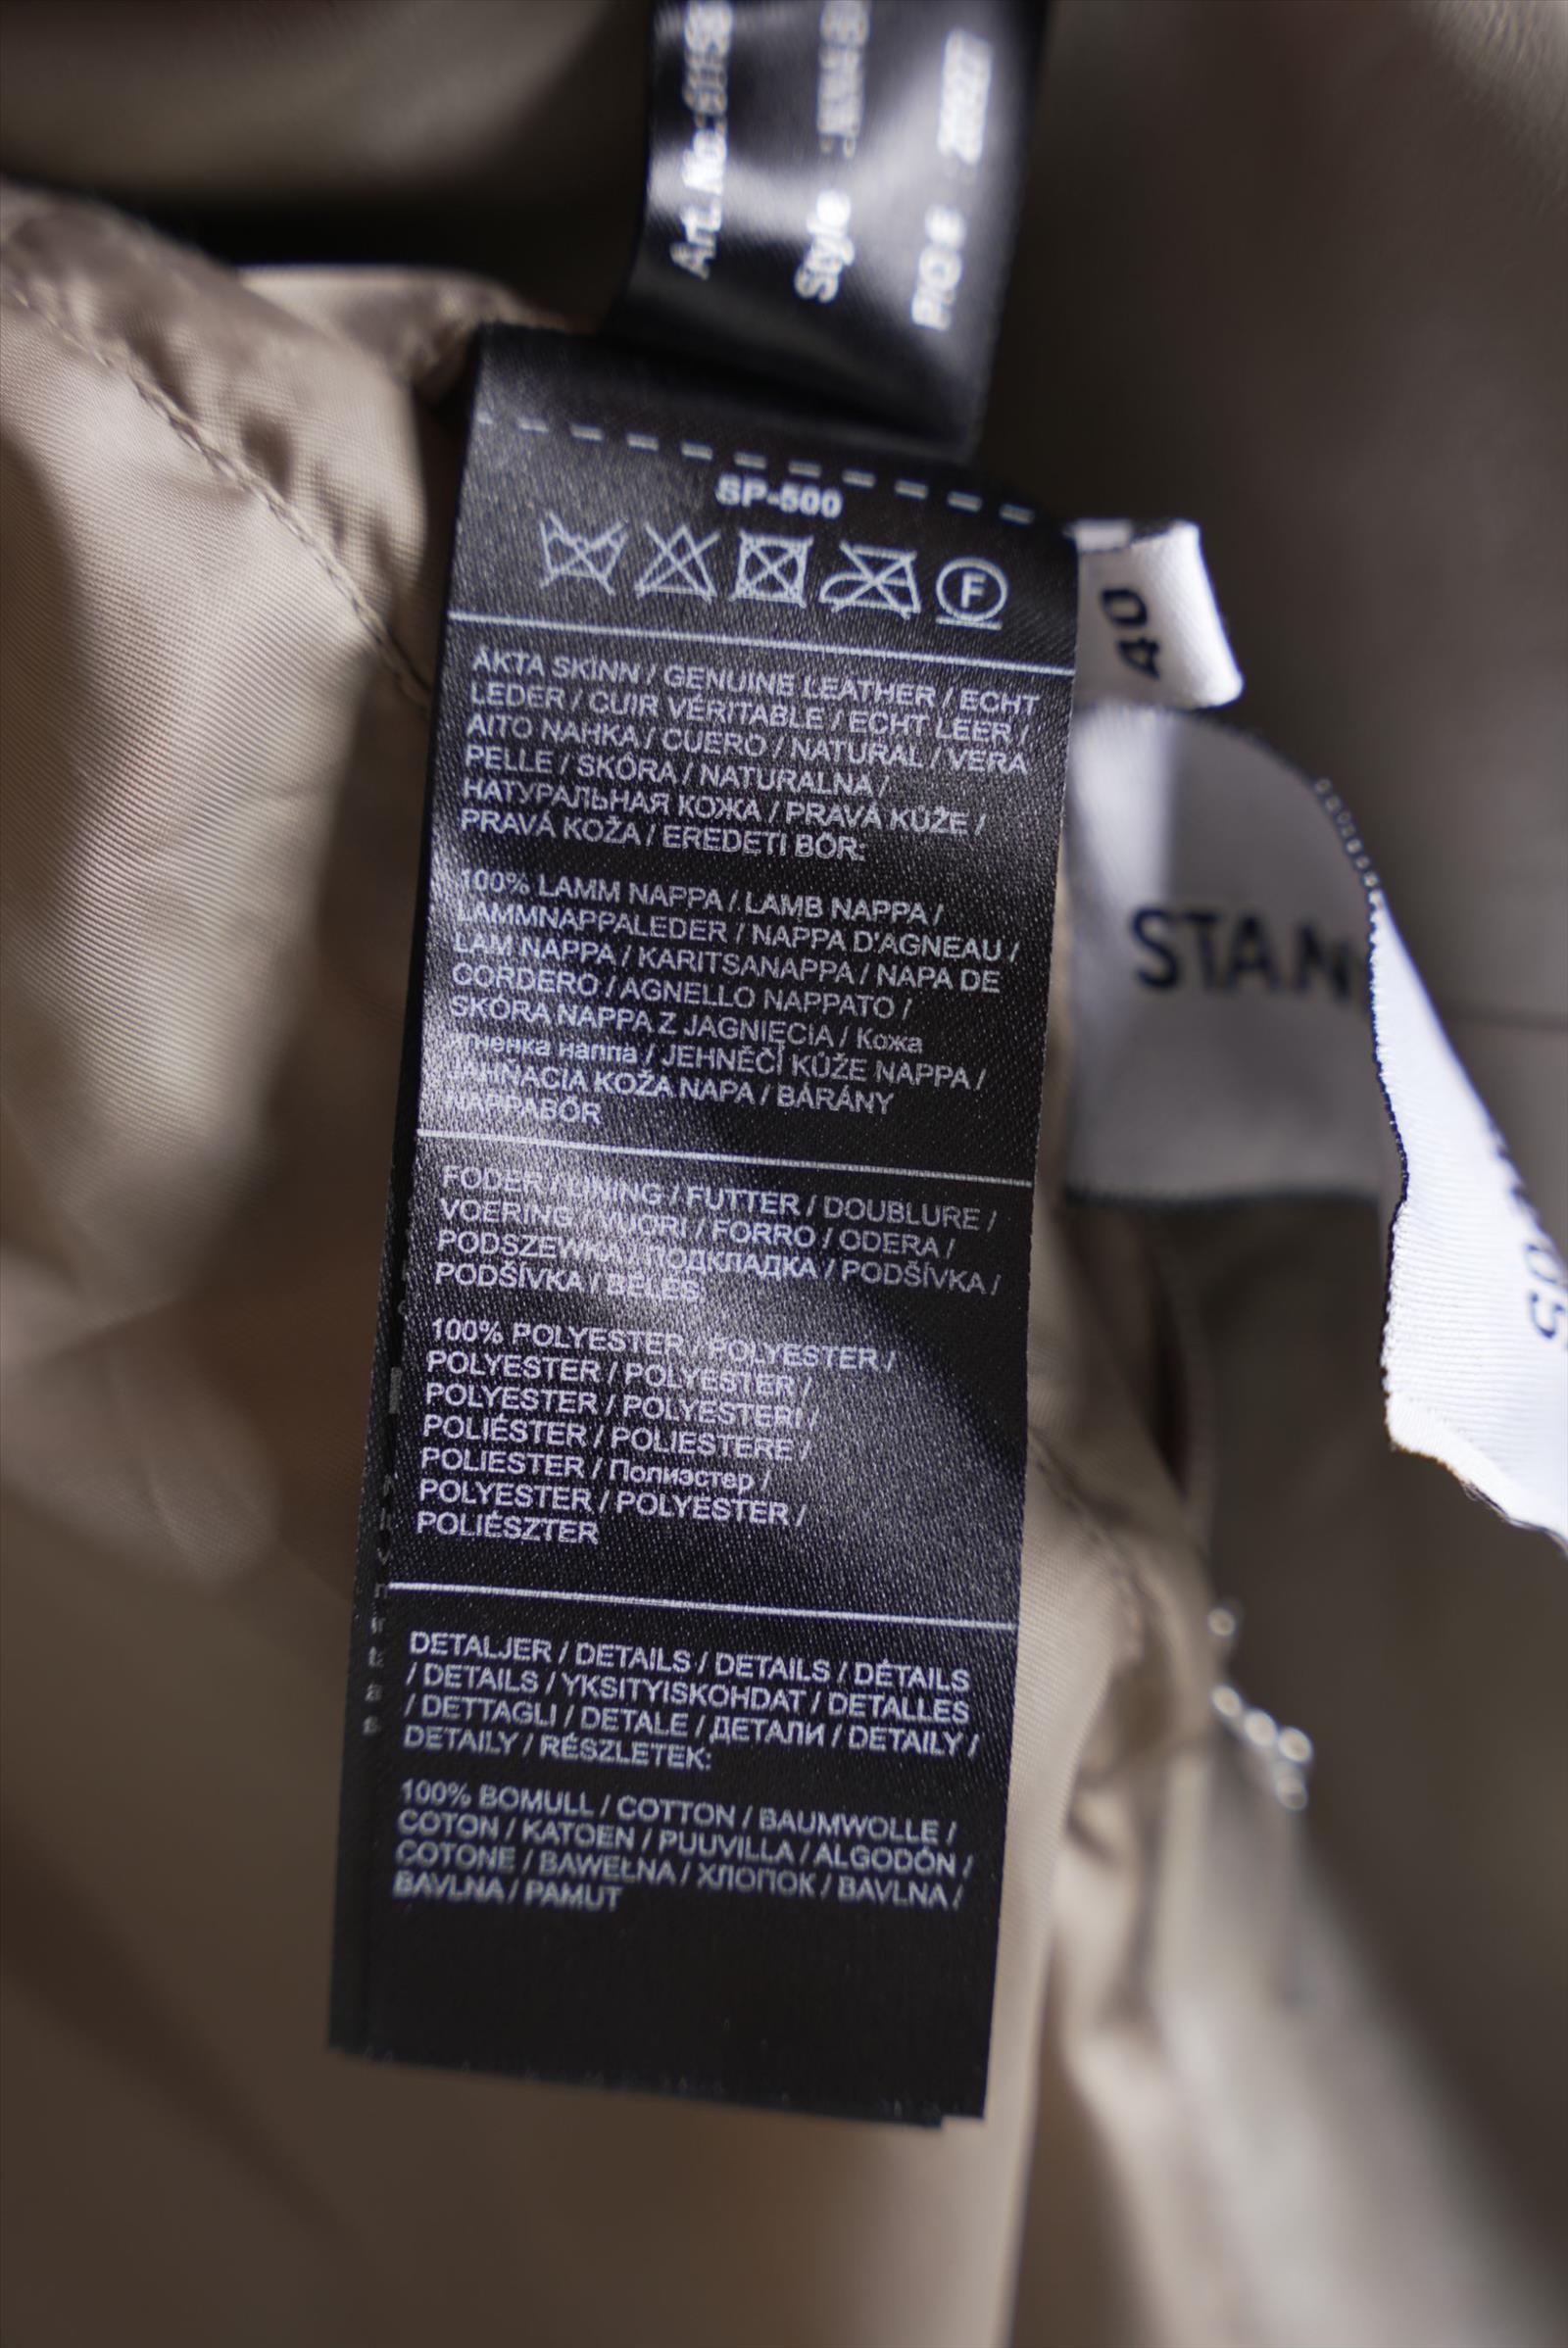 Art. No:
Style
SP-500
F
ÄKTA SKINN / GENUINE LEATHER / ECHT
LEDER / CUIR VÉRITABLE / ECHT LEER /
AITO NAHKA / CUERO / NATURAL / VERA
PELLE / SKÓRA / NATURALNA /
НАТУРАЛЬНАЯ КОЖА / PRAVÁ KŮŽE /
PRAVÁ KOŽA / EREDETI BŐR:
100% LAMM NAPPA / LAMB NAPPA /
LAMMNAPPALEDER / NAPPA D'AGNEAU /
LAM NAPPA / KARITSANAPPA / NAPA DE
CORDERO / AGNELLO NAPPATO /
SKÓRA NAPPA Z JAGNIĘCIA / Кожа
ягненка наппа / JEHNĚČÍ KŮŽE NAPPA /
KOŽA NAPA / BÁRÁNY
NAPPABŐR
FODER / LINING / FUTTER / DOUBLURE /
VOERING / VUORI / FORRO / ODERA /
PODSZEWKA / ПОДКЛАДКА / PODŠÍVKA /
PODŠÍVKA / BÉLÉS
100% POLYESTER / POLYESTER /
POLYESTER / POLYESTER /
POLYESTER / POLYESTERI /
POLIÉSTER / POLIESTERE /
POLIESTER / Полиэстер /
POLYESTER / POLYESTER /
POLIÉSZTER
DETALJER / DETAILS / DETAILS / DÉTAILS
/ DETAILS / YKSITYISKOHDAT / DETALLES
/ DETTAGLI / DETALE / ДЕТАЛИ / DETAILY /
DETAILY / RÉSZLETEK:
100% BOMULL / COTTON / BAUMWOLLE /
COTON / KATOEN / PUUVILLA / ALGODÓN /
COTONE / BAWEŁNA / ХЛОПОК / BAVLNA /
BAVLNA / PAMUT
40
STAN